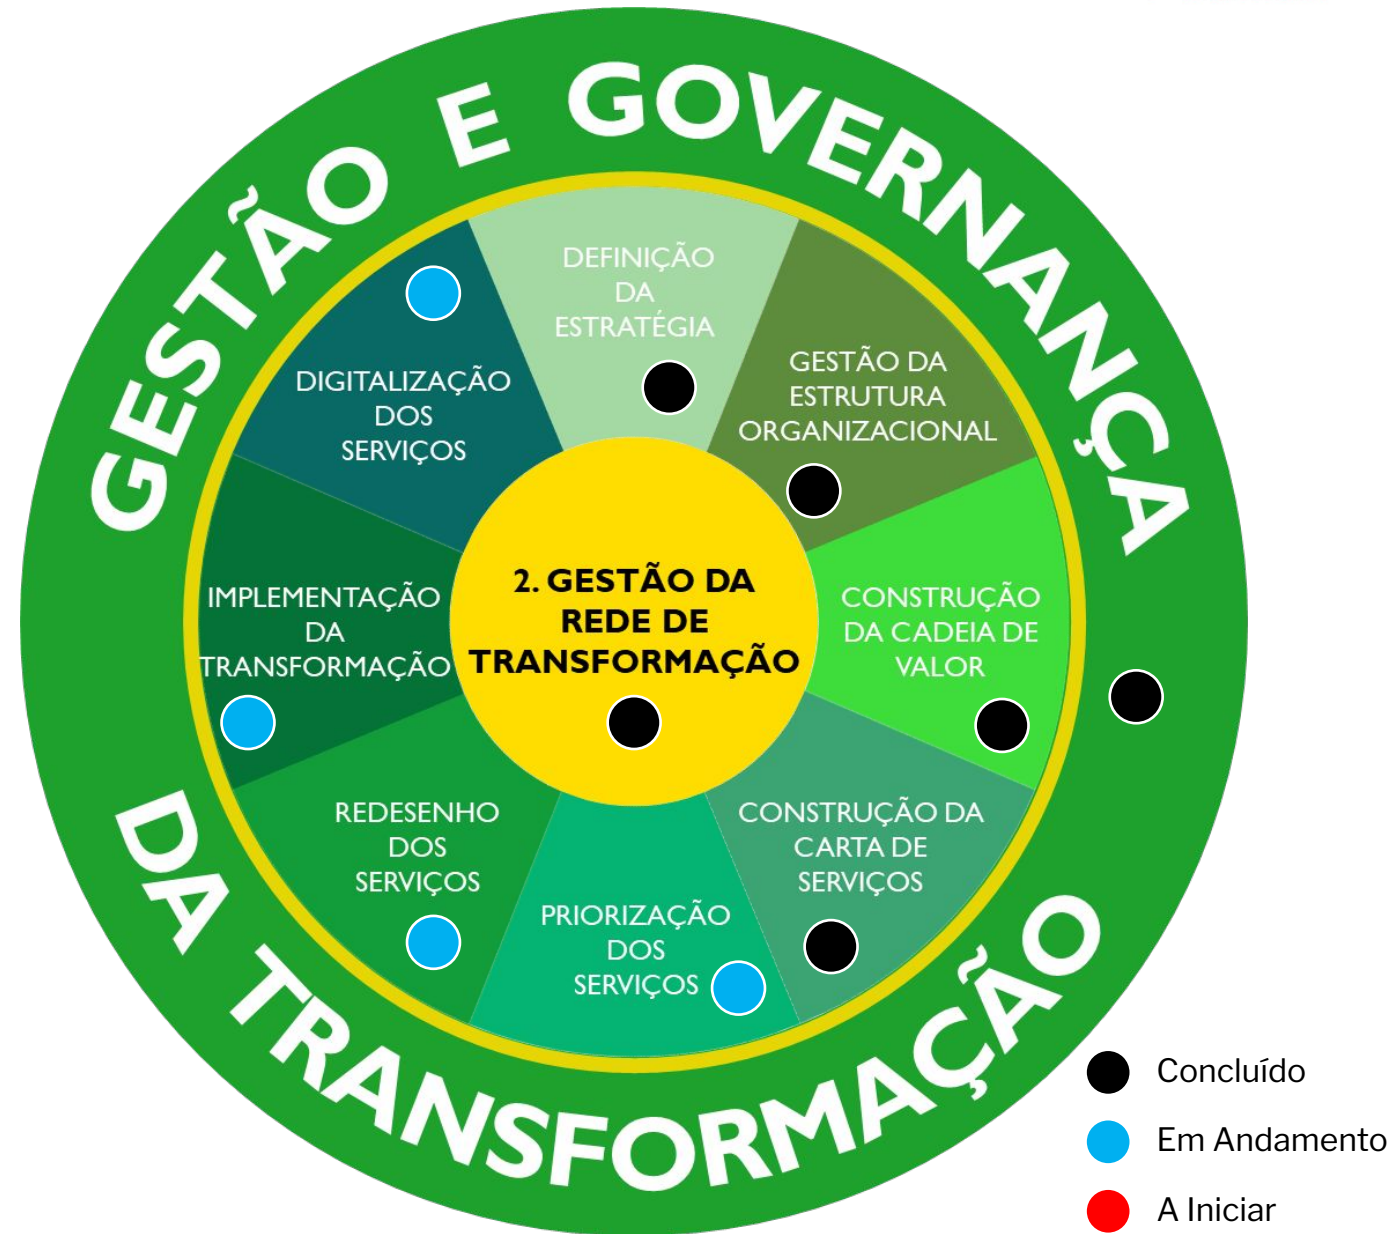 GESTÃO E GOVERNANÇA
DEFINIÇÃO
DA
ESTRATÉGIA
GESTÃO DA
ESTRUTURA
ORGANIZACIONAL
DIGITALIZAÇÃO
DOS
SERVIÇOS
2. GESTÃO DA
REDE DE
TRANSFORMAÇÃO
CONSTRUÇÃO
DA CADEIA DE
VALOR
IMPLEMENTAÇÃO
DA
TRANSFORMAÇÃO
CONSTRUÇÃO DA
CARTA DE
SERVIÇOS
REDESENHO
DOS
SERVIÇOS
PRIORIZAÇÃO
DOS
SERVIÇOS
DA TRANSFORMAÇÃO
Concluído
Em Andamento
A Iniciar